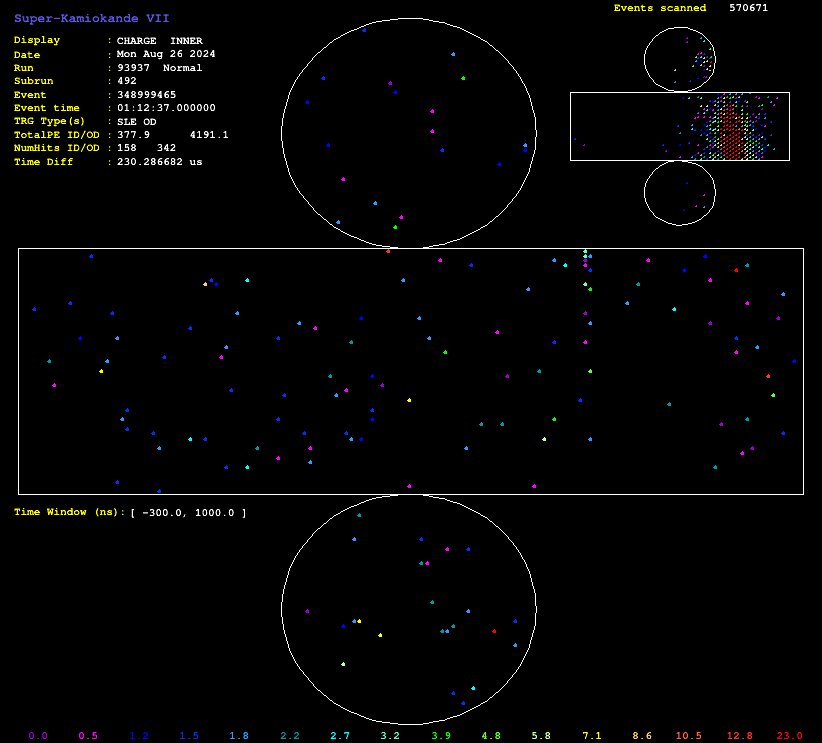 Events scanned 570671
Super-Kamiokande VII
Display : CHARGE INNER
Date : Mon Aug 26 2024
Run : 93937 Normal
Subrun : 492
Event : 348999465
Event time : 01:12:37.000000
TRG Type(s) : SLE OD
TotalPE ID/OD : 377.9 4191.1
NumHits ID/OD : 158 342
Time Diff : 230.286682 us
Time Window (ns): [ -300.0, 1000.0 ]
0.0 0.5 1.2 1.5 1.8 2.2 2.7 3.2 3.9 4.8 5.8 7.1 8.6 10.5 12.8 23.0